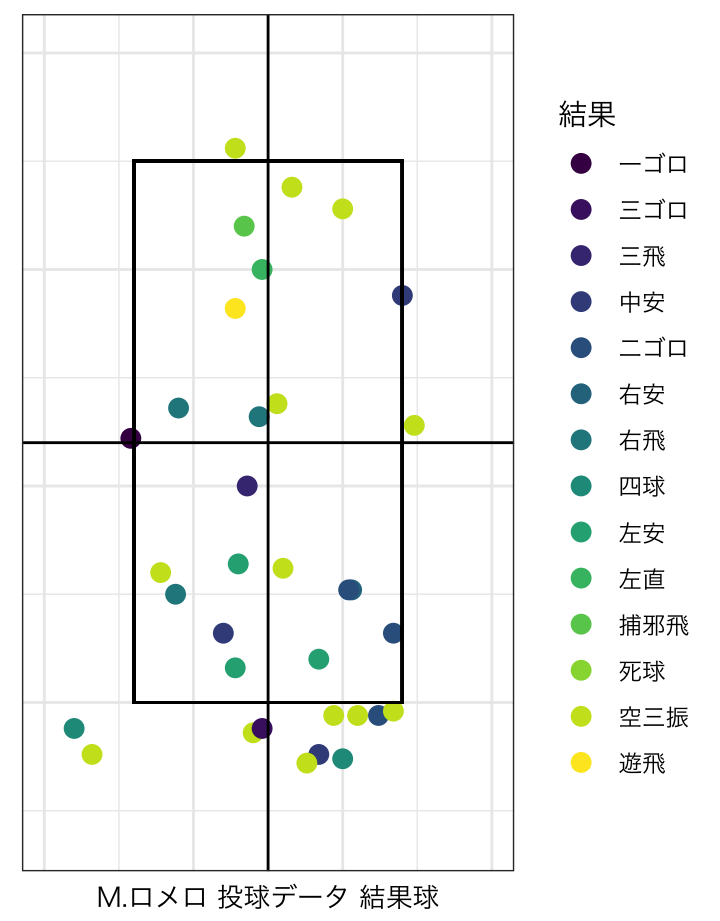 結果
一ゴロ
三ゴロ
三飛
中安
二ゴロ
右安
右飛
四球
左安
左直
捕邪飛
死球
空三振
遊飛
M.ロメロ 投球データ 結果球